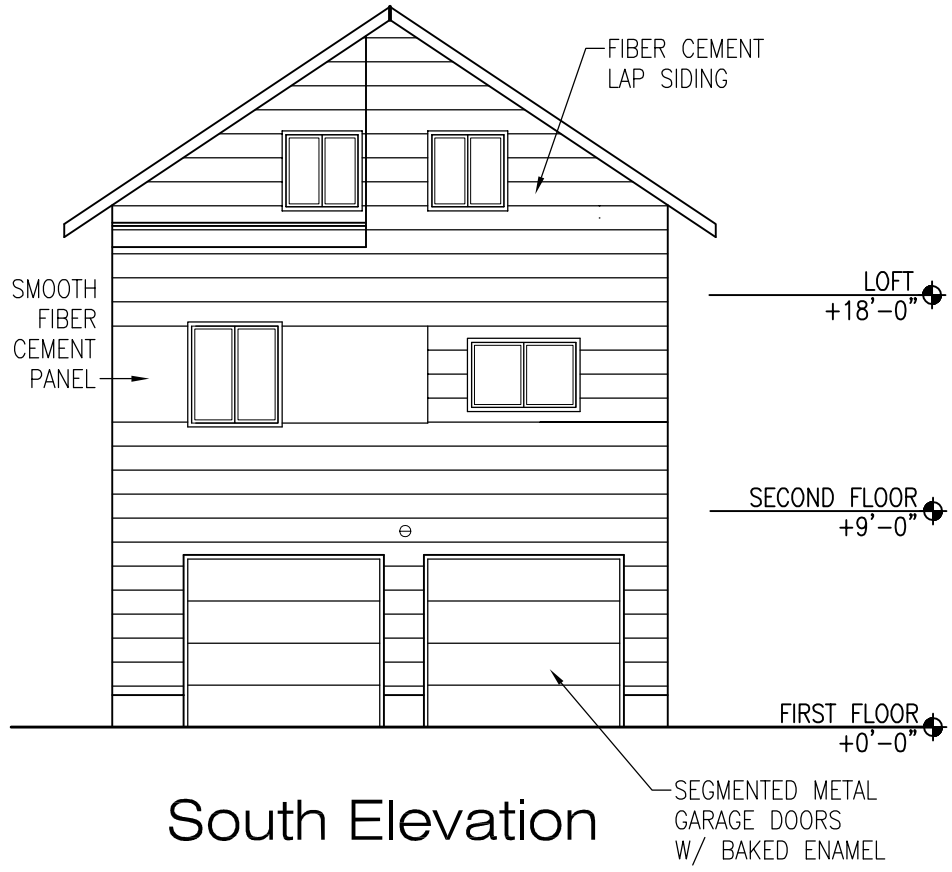 FIBER CEMENT
LAP SIDING
SMOOTH
FIBER
CEMENT
PANEL
LOFT
+18'-0"
SECOND FLOOR
+9'-0"
FIRST FLOOR
+0'-0"
SEGMENTED METAL
GARAGE DOORS
W/ BAKED ENAMEL
South Elevation